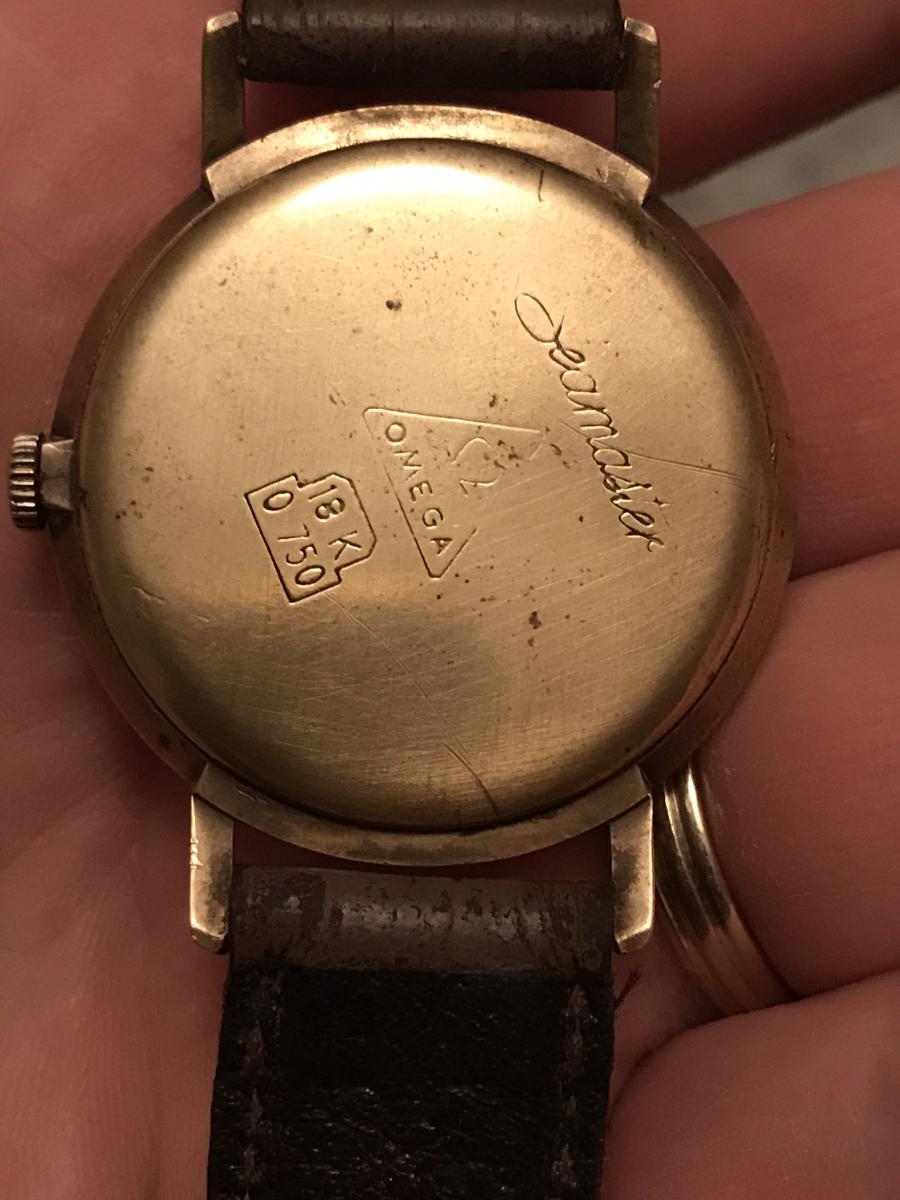 Seamaster
Ω
OMEGA
18 K
0 750